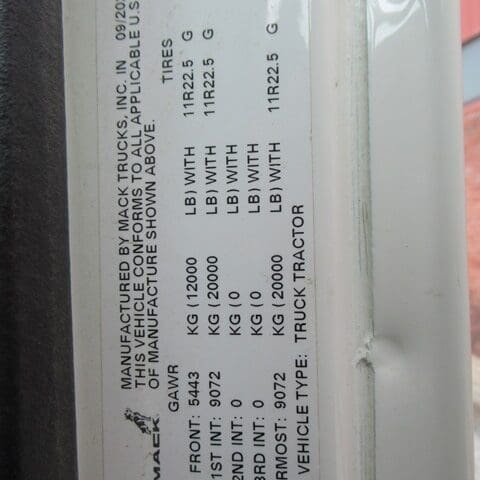 MANUFACTURED BY MACK TRUCKS, INC. IN 09/20
THIS VEHICLE CONFORMS TO ALL APPLICABLE U.S
OF MANUFACTURE SHOWN ABOVE.
MACK
GAWR TIRES
FRONT: 5443 KG (12000 LB) WITH 11R22.5 G
1ST INT: 9072 KG (20000 LB) WITH 11R22.5 G
2ND INT: 0 KG (0 LB) WITH
3RD INT: 0 KG (0 LB) WITH
RMOST: 9072 KG (20000 LB) WITH 11R22.5 G
VEHICLE TYPE: TRUCK TRACTOR